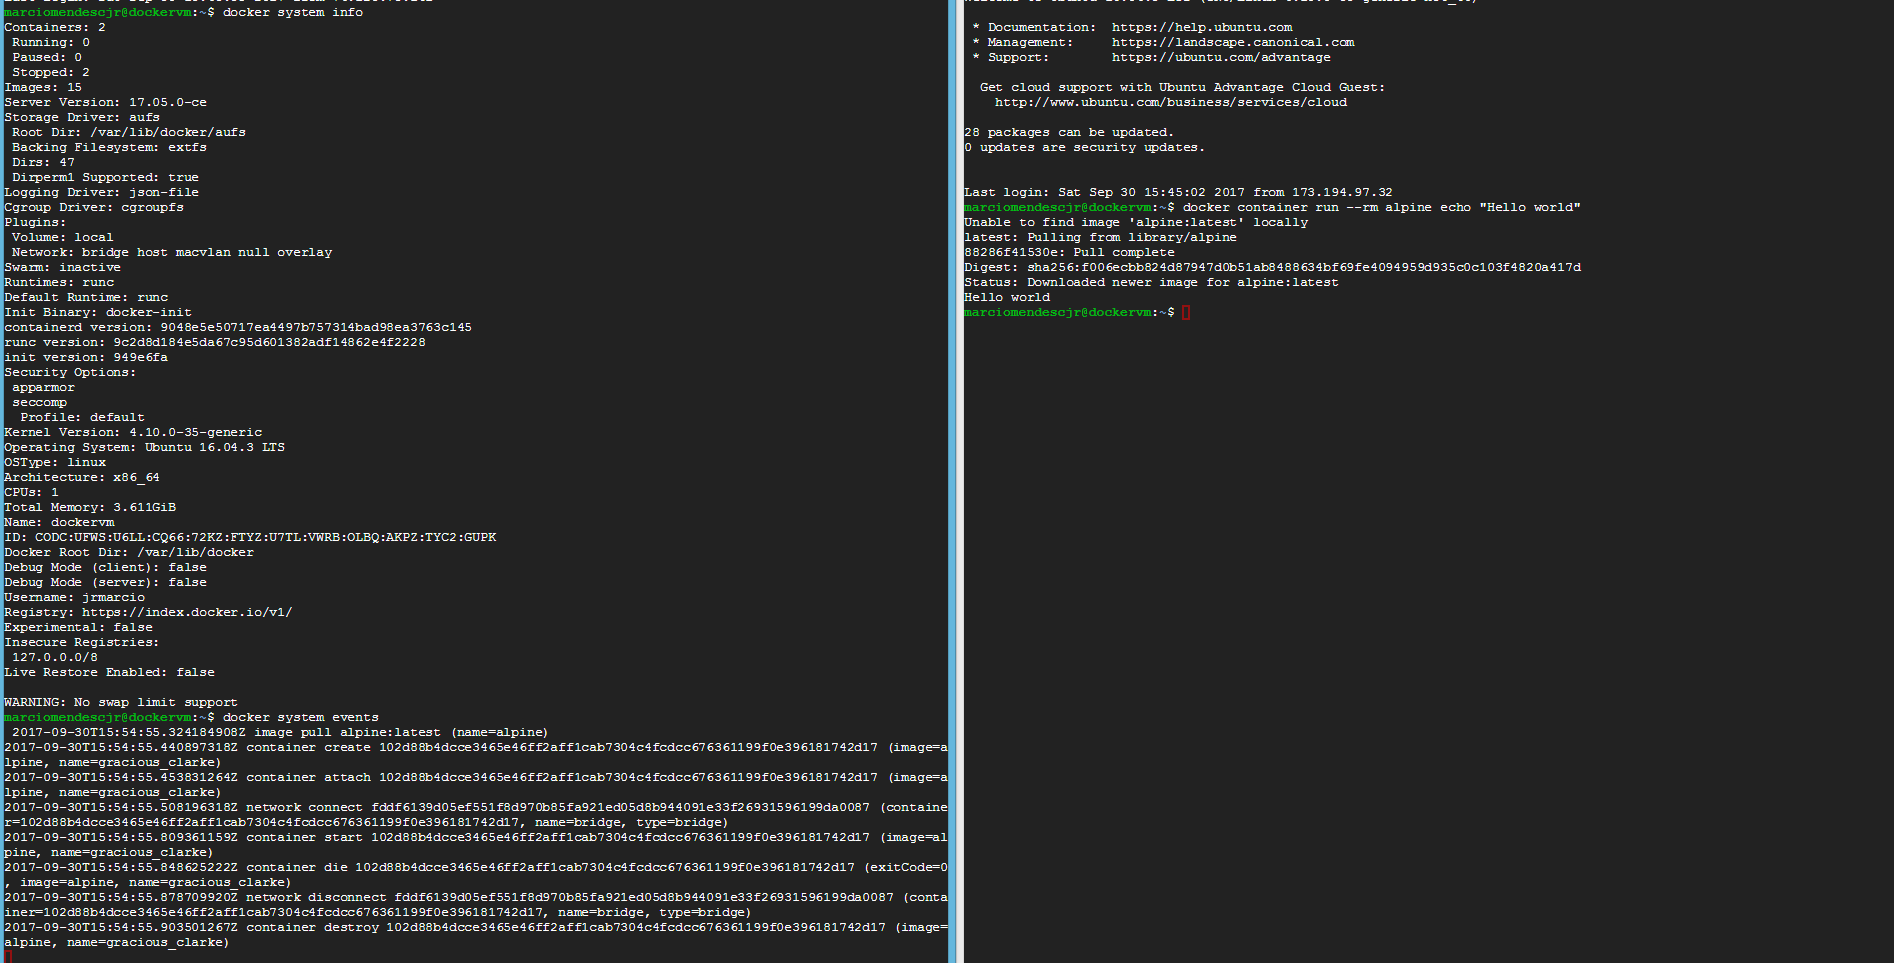 marciomendescjr@dockervm:~$ docker system info
Containers: 2
 Running: 0
 Paused: 0
 Stopped: 2
Images: 15
Server Version: 17.05.0-ce
Storage Driver: aufs
 Root Dir: /var/lib/docker/aufs
 Backing Filesystem: extfs
 Dirs: 47
 Dirperm1 Supported: true
Logging Driver: json-file
Cgroup Driver: cgroupfs
Plugins:
 Volume: local
 Network: bridge host macvlan null overlay
Swarm: inactive
Runtimes: runc
Default Runtime: runc
Init Binary: docker-init
containerd version: 9048e5e50717ea4497b757314bad98ea3763c145
runc version: 9c2d8d184e5da67c95d601382adf14862e4f2228
init version: 949e6fa
Security Options:
 apparmor
 seccomp
  Profile: default
Kernel Version: 4.10.0-35-generic
Operating System: Ubuntu 16.04.3 LTS
OSType: linux
Architecture: x86_64
CPUs: 1
Total Memory: 3.611GiB
Name: dockervm
ID: CODC:UFWS:U6LL:CQ66:72KZ:FTYZ:U7TL:VWRB:OLBQ:AKPZ:TYC2:GUPK
Docker Root Dir: /var/lib/docker
Debug Mode (client): false
Debug Mode (server): false
Username: jrmarcio
Registry: https://index.docker.io/v1/
Experimental: false
Insecure Registries:
 127.0.0.0/8
Live Restore Enabled: false
WARNING: No swap limit support
marciomendescjr@dockervm:~$ docker system events
 2017-09-30T15:54:55.324184908Z image pull alpine:latest (name=alpine)
2017-09-30T15:54:55.440897318Z container create 102d88b4dcce3465e46ff2aff1cab7304c4fcdcc676361199f0e396181742d17 (image=a
lpine, name=gracious_clarke)
2017-09-30T15:54:55.453831264Z container attach 102d88b4dcce3465e46ff2aff1cab7304c4fcdcc676361199f0e396181742d17 (image=a
lpine, name=gracious_clarke)
2017-09-30T15:54:55.508196318Z network connect fddf6139d05ef551f8d970b85fa921ed05d8b944091e33f26931596199da0087 (containe
r=102d88b4dcce3465e46ff2aff1cab7304c4fcdcc676361199f0e396181742d17, name=bridge, type=bridge)
2017-09-30T15:54:55.809361159Z container start 102d88b4dcce3465e46ff2aff1cab7304c4fcdcc676361199f0e396181742d17 (image=al
pine, name=gracious_clarke)
2017-09-30T15:54:55.848625222Z container die 102d88b4dcce3465e46ff2aff1cab7304c4fcdcc676361199f0e396181742d17 (exitCode=0
, image=alpine, name=gracious_clarke)
2017-09-30T15:54:55.878709920Z network disconnect fddf6139d05ef551f8d970b85fa921ed05d8b944091e33f26931596199da0087 (conta
iner=102d88b4dcce3465e46ff2aff1cab7304c4fcdcc676361199f0e396181742d17, name=bridge, type=bridge)
2017-09-30T15:54:55.903501267Z container destroy 102d88b4dcce3465e46ff2aff1cab7304c4fcdcc676361199f0e396181742d17 (image=
alpine, name=gracious_clarke)
 * Documentation:  https://help.ubuntu.com
 * Management:     https://landscape.canonical.com
 * Support:        https://ubuntu.com/advantage
  Get cloud support with Ubuntu Advantage Cloud Guest:
    http://www.ubuntu.com/business/services/cloud
28 packages can be updated.
0 updates are security updates.
Last login: Sat Sep 30 15:45:02 2017 from 173.194.97.32
marciomendescjr@dockervm:~$ docker container run --rm alpine echo "Hello world"
Unable to find image 'alpine:latest' locally
latest: Pulling from library/alpine
88286f41530e: Pull complete
Digest: sha256:f006ecbb824d87947d0b51ab8488634bf69fe4094959d935c0c103f4820a417d
Status: Downloaded newer image for alpine:latest
Hello world
marciomendescjr@dockervm:~$